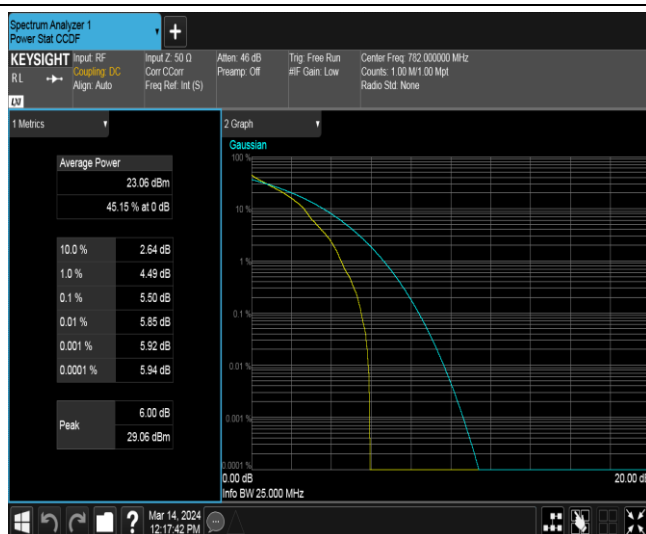 Spectrum Analyzer 1
Power Stat CCDF
KEYSIGHT
RL
LXI
Input: RF
Coupling: DC
Align: Auto
Input Z: 50 Ω
Corr CCorr
Freq Ref: Int (S)
Atten: 46 dB
Preamp: Off
Trig: Free Run
#IF Gain: Low
Center Freq: 782.000000 MHz
Counts: 1.00 M/1.00 Mpt
Radio Std: None
1 Metrics
Average Power
23.06 dBm
45.15 % at 0 dB
10.0 % 2.64 dB
1.0 % 4.49 dB
0.1 % 5.50 dB
0.01 % 5.85 dB
0.001 % 5.92 dB
0.0001 % 5.94 dB
Peak
6.00 dB
29.06 dBm
2 Graph
Gaussian
100 %
10 %
1 %
0.1 %
0.01 %
0.001 %
0.0001 %
0.00 dB 20.00 dB
Info BW 25.000 MHz
Mar 14, 2024
12:17:42 PM